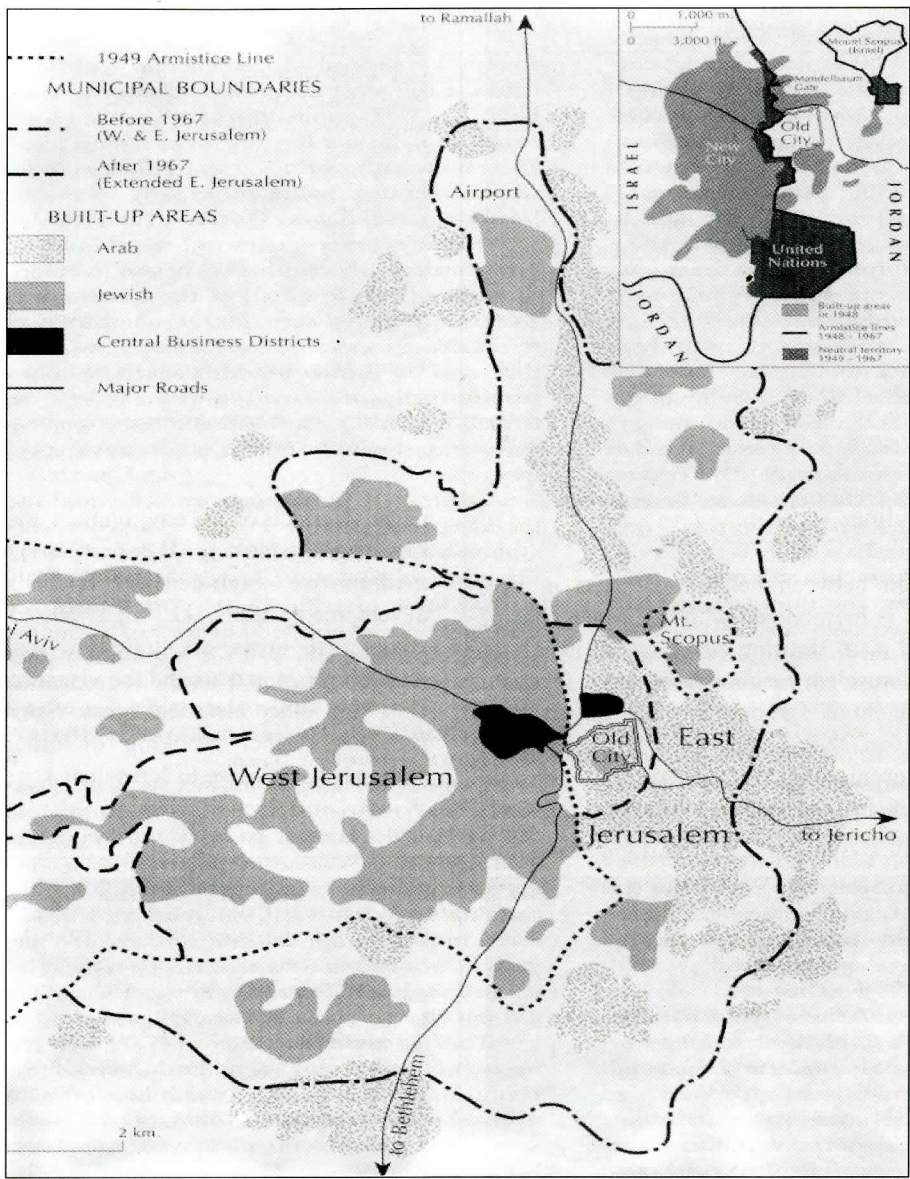 to Ramallah
1949 Armistice Line
MUNICIPAL BOUNDARIES
Before 1967
(W. & E. Jerusalem)
After 1967
(Extended E. Jerusalem)
BUILT-UP AREAS
Arab
Jewish
Central Business Districts
Major Roads
0 1,000 m.
0 3,000 ft.
Mount Scopus
(Israel)
Mandelbaum
Gate
Old
City
New
City
ISRAEL
JORDAN
United
Nations
JORDAN
Built-up areas
in 1948
Armistice lines
1948 - 1967
Neutral territory
1949 - 1967
Airport
Aviv
Mt.
Scopus
Old
City
East
West Jerusalem
Jerusalem
to Jericho
to Bethlehem
2 km